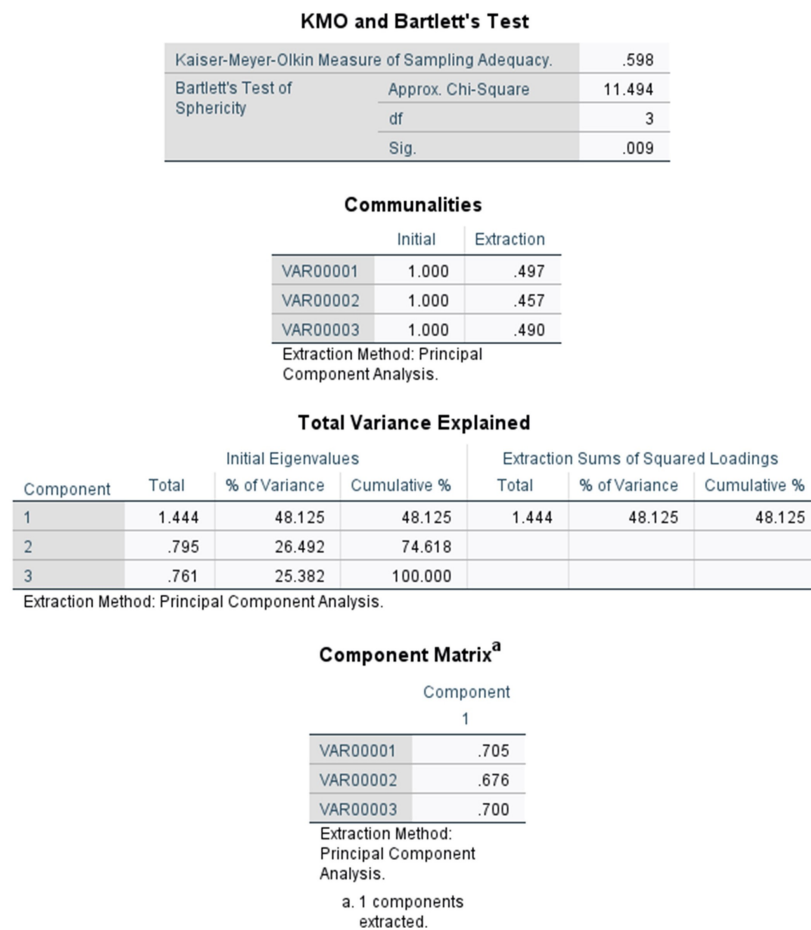 KMO and Bartlett's Test
Kaiser-Meyer-Olkin Measure of Sampling Adequacy. .598
Bartlett's Test of Sphericity Approx. Chi-Square 11.494
df 3
Sig. .009
Communalities
Initial Extraction
VAR00001 1.000 .497
VAR00002 1.000 .457
VAR00003 1.000 .490
Extraction Method: Principal
Component Analysis.
Total Variance Explained
Initial Eigenvalues Extraction Sums of Squared Loadings
Component Total % of Variance Cumulative % Total % of Variance Cumulative %
1 1.444 48.125 48.125 1.444 48.125 48.125
2 .795 26.492 74.618
3 .761 25.382 100.000
Extraction Method: Principal Component Analysis.
Component Matrixa
Component
1
VAR00001 .705
VAR00002 .676
VAR00003 .700
Extraction Method:
Principal Component
Analysis.
a. 1 components
extracted.